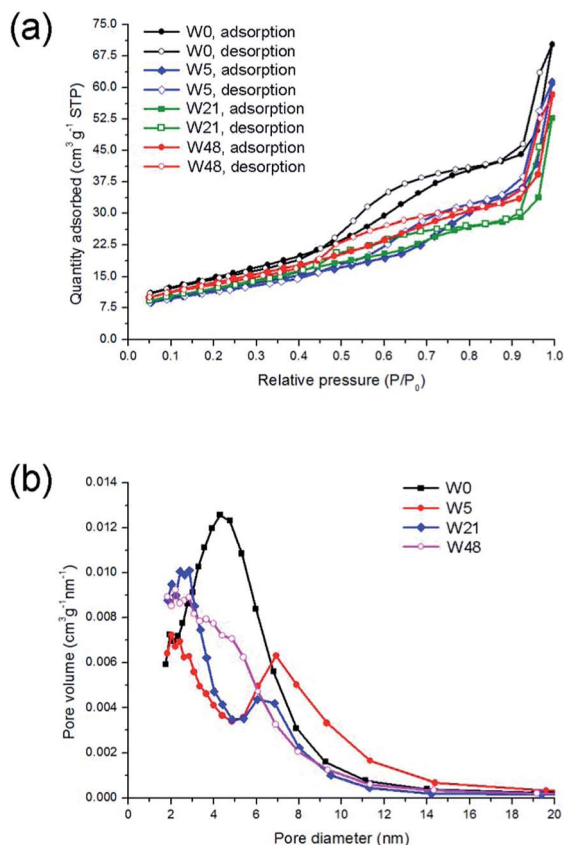 (a)
75.0
67.5
60.0
52.5
45.0
37.5
30.0
22.5
15.0
7.5
0.0
Quantity adsorbed (cm³ g⁻¹ STP)
W0, adsorption
W0, desorption
W5, adsorption
W5, desorption
W21, adsorption
W21, desorption
W48, adsorption
W48, desorption
0.0 0.1 0.2 0.3 0.4 0.5 0.6 0.7 0.8 0.9 1.0
Relative pressure (P/P₀)
(b)
0.014
0.012
0.010
0.008
0.006
0.004
0.002
0.000
Pore volume (cm³g⁻¹nm⁻¹)
W0
W5
W21
W48
0 2 4 6 8 10 12 14 16 18 20
Pore diameter (nm)